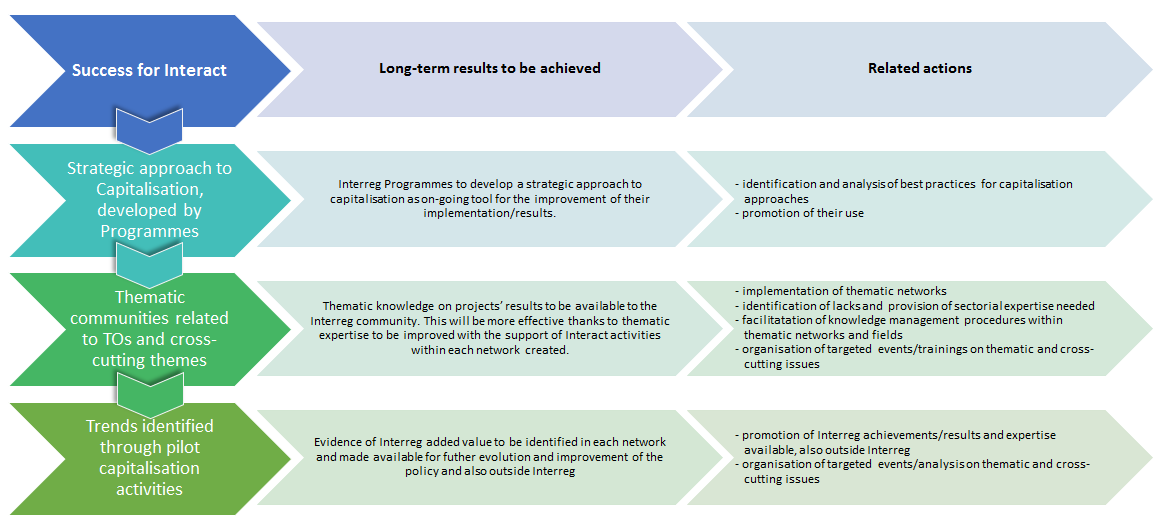 Success for Interact
Long-term results to be achieved
Related actions
Strategic approach to
Capitalisation,
developed by
Programmes
Interreg Programmes to develop a strategic approach to
capitalisation as on-going tool for the improvement of their
implementation/results.
- identification and analysis of best practices for capitalisation
approaches
- promotion of their use
Thematic
communities related
to TOs and cross-
cutting themes
Thematic knowledge on projects' results to be available to the
Interreg community. This will be more effective thanks to thematic
expertise to be improved with the support of Interact activities
within each network created.
- implementation of thematic networks
- identification of lacks and provision of sectorial expertise needed
- facilitatation of knowledge management procedures within
thematic networks and fields
- organisation of targeted events/trainings on thematic and cross-
cutting issues
Trends identified
through pilot
capitalisation
activities
Evidence of Interreg added value to be identified in each network
and made available for futher evolution and improvement of the
policy and also outside Interreg
- promotion of Interreg achievements/results and expertise
available, also outside Interreg
- organisation of targeted events/analysis on thematic and cross-
cutting issues